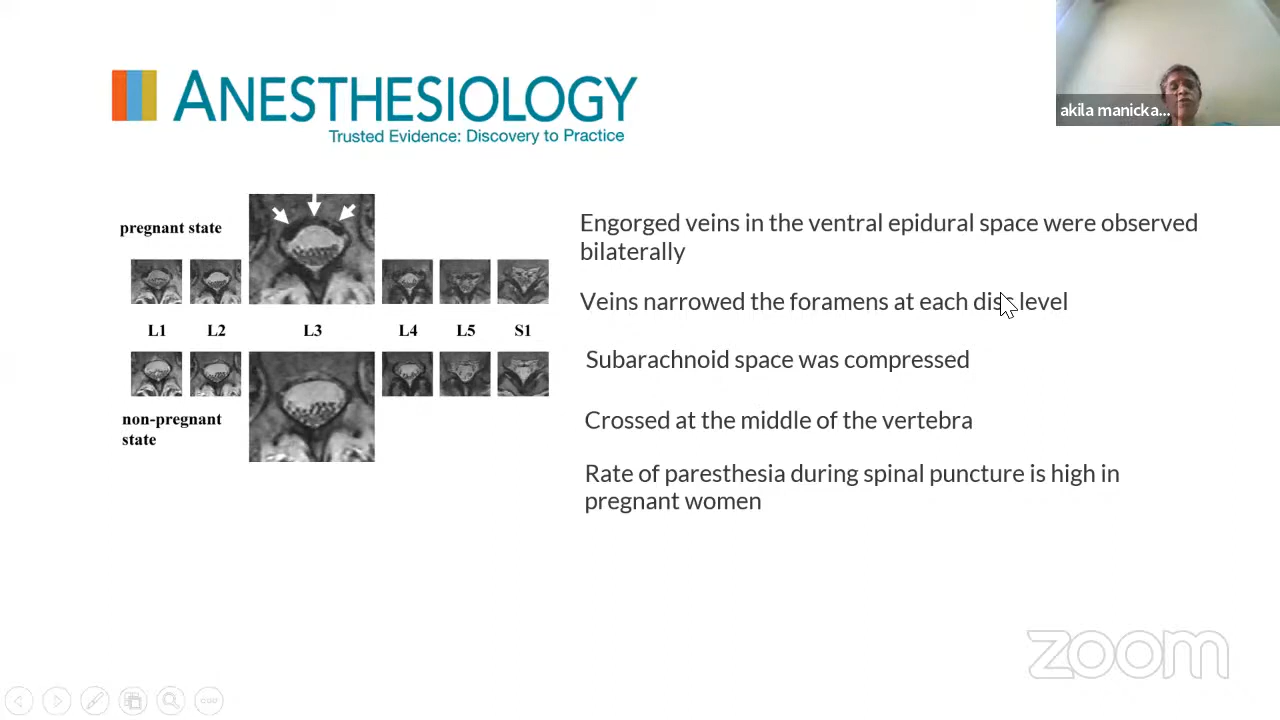 akila manicka...
ANESTHESIOLOGY
Trusted Evidence: Discovery to Practice
pregnant state
L1 L2 L3 L4 L5 S1
non-pregnant
state
Engorged veins in the ventral epidural space were observed
bilaterally
Veins narrowed the foramens at each disc level
Subarachnoid space was compressed
Crossed at the middle of the vertebra
Rate of paresthesia during spinal puncture is high in
pregnant women
zoom